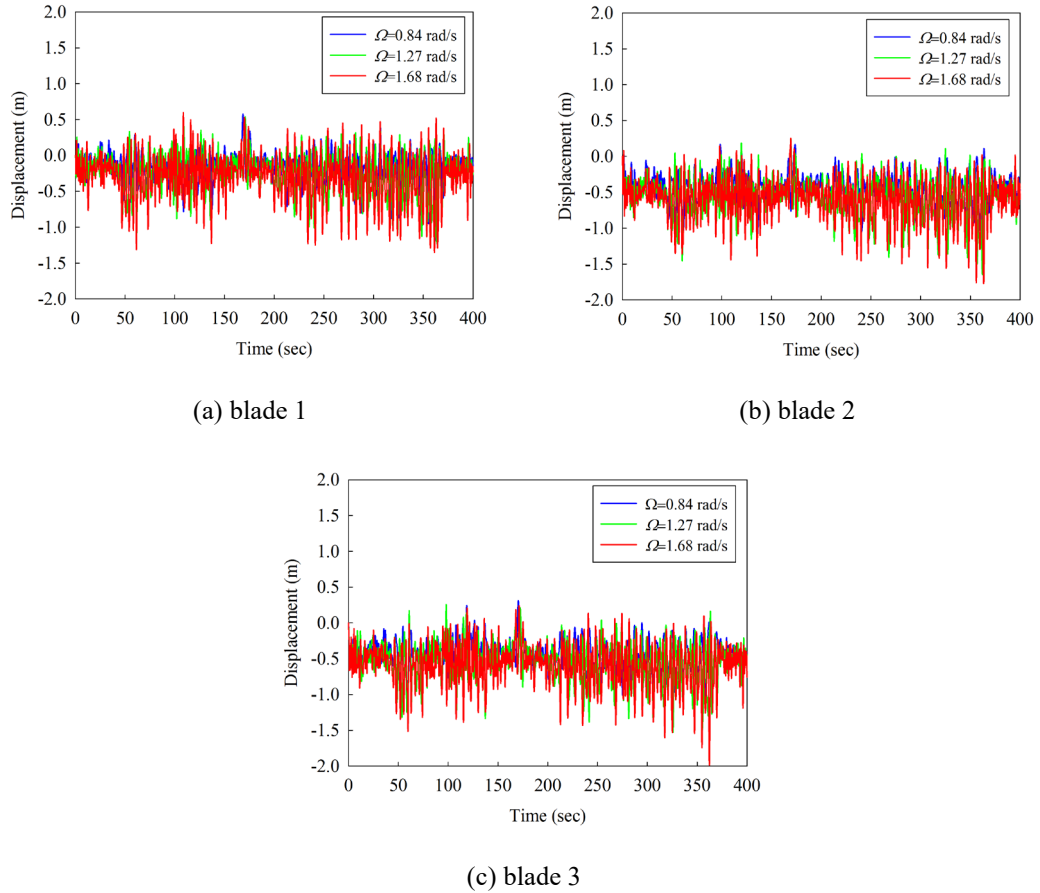 2.0
1.5
1.0
0.5
0.0
-0.5
-1.0
-1.5
-2.0
Displacement (m)
0 50 100 150 200 250 300 350 400
Time (sec)
Ω=0.84 rad/s
Ω=1.27 rad/s
Ω=1.68 rad/s
(a) blade 1
2.0
1.5
1.0
0.5
0.0
-0.5
-1.0
-1.5
-2.0
Displacement (m)
0 50 100 150 200 250 300 350 400
Time (sec)
Ω=0.84 rad/s
Ω=1.27 rad/s
Ω=1.68 rad/s
(b) blade 2
2.0
1.5
1.0
0.5
0.0
-0.5
-1.0
-1.5
-2.0
Displacement (m)
0 50 100 150 200 250 300 350 400
Time (sec)
Ω=0.84 rad/s
Ω=1.27 rad/s
Ω=1.68 rad/s
(c) blade 3